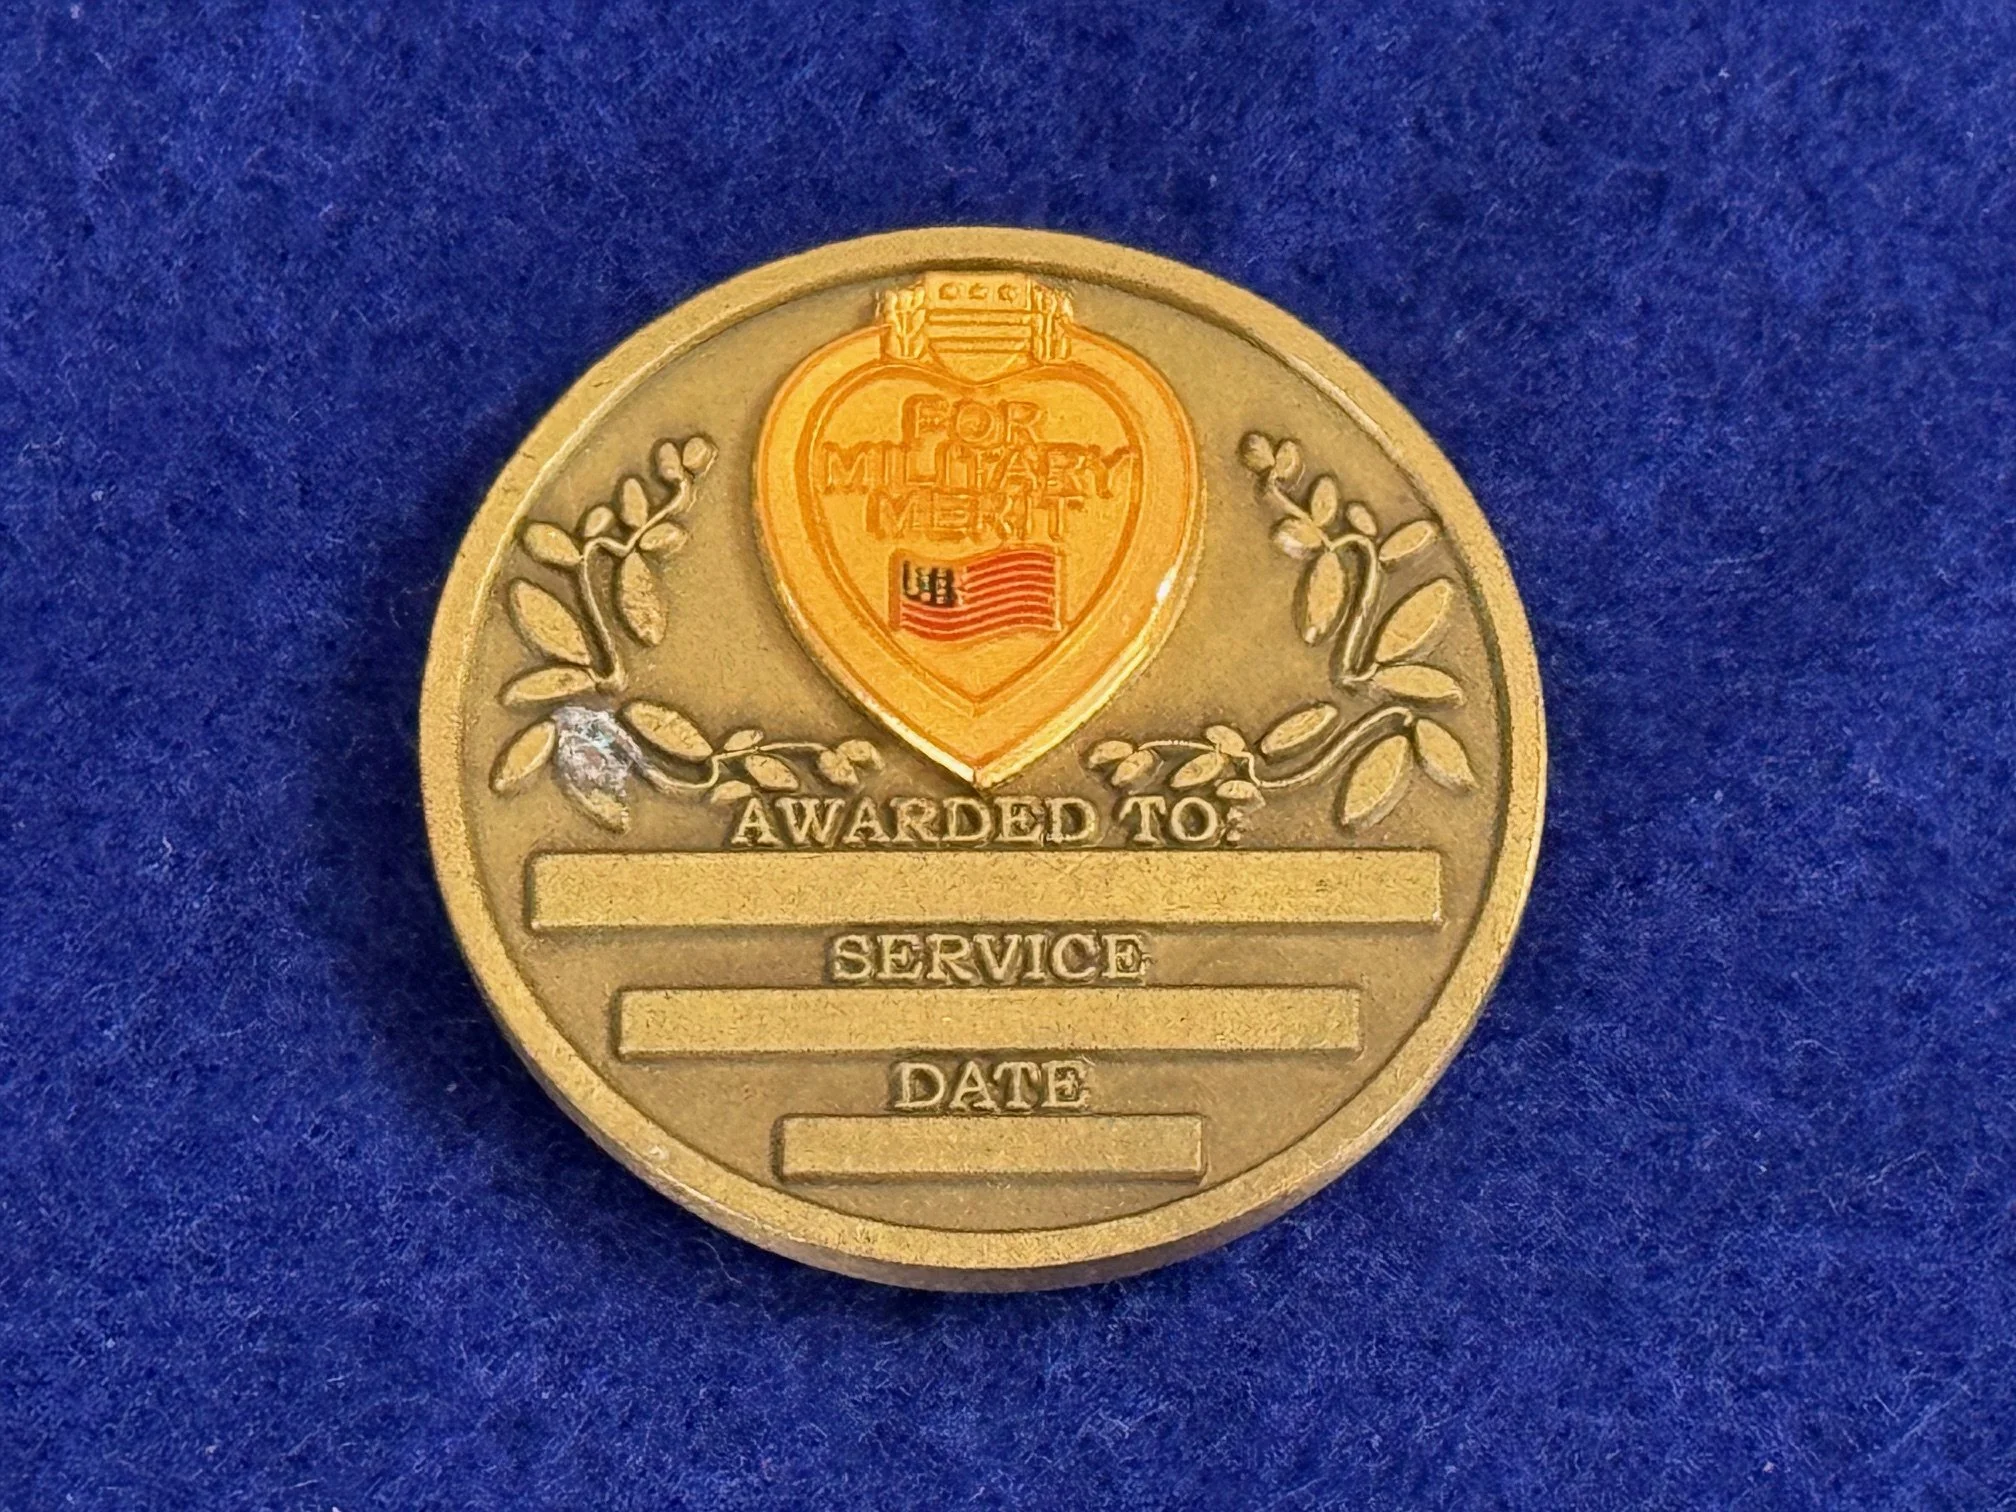 FOR
MILITARY
MERIT
AWARDED TO:
SERVICE
DATE